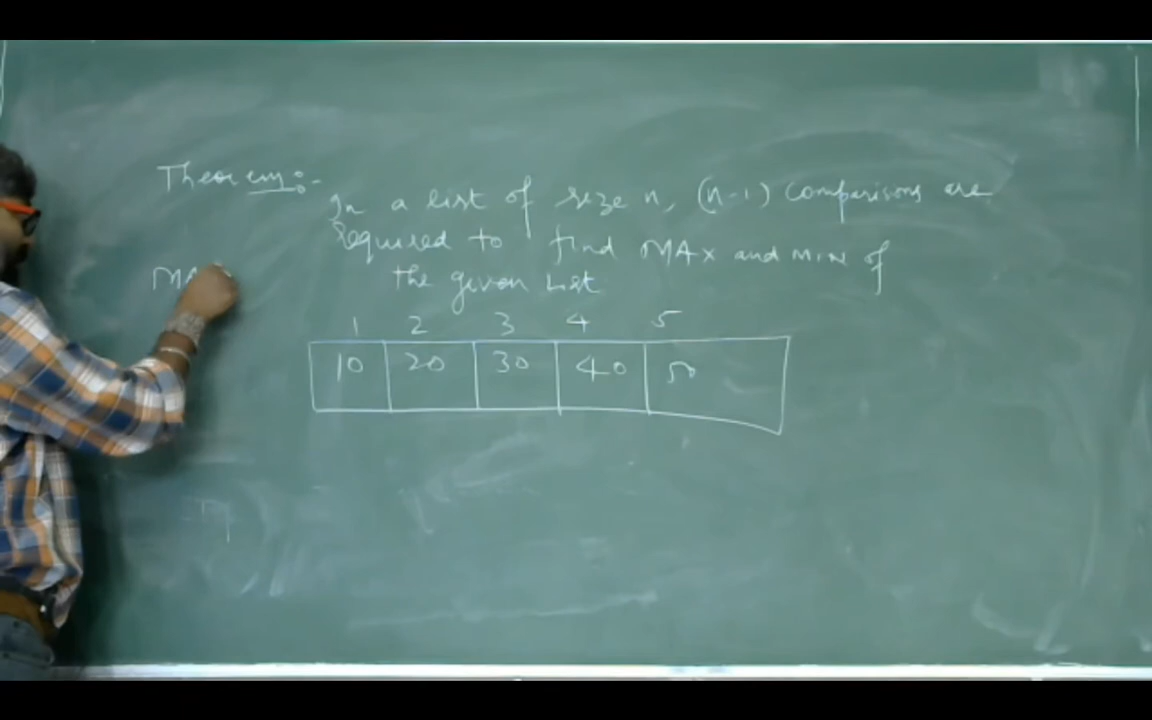 Theorem:-
In a list of size n, (n-1) comparisons are
required to find MAX and MIN of
the given List
MA
1 2 3 4 5
10 20 30 40 50